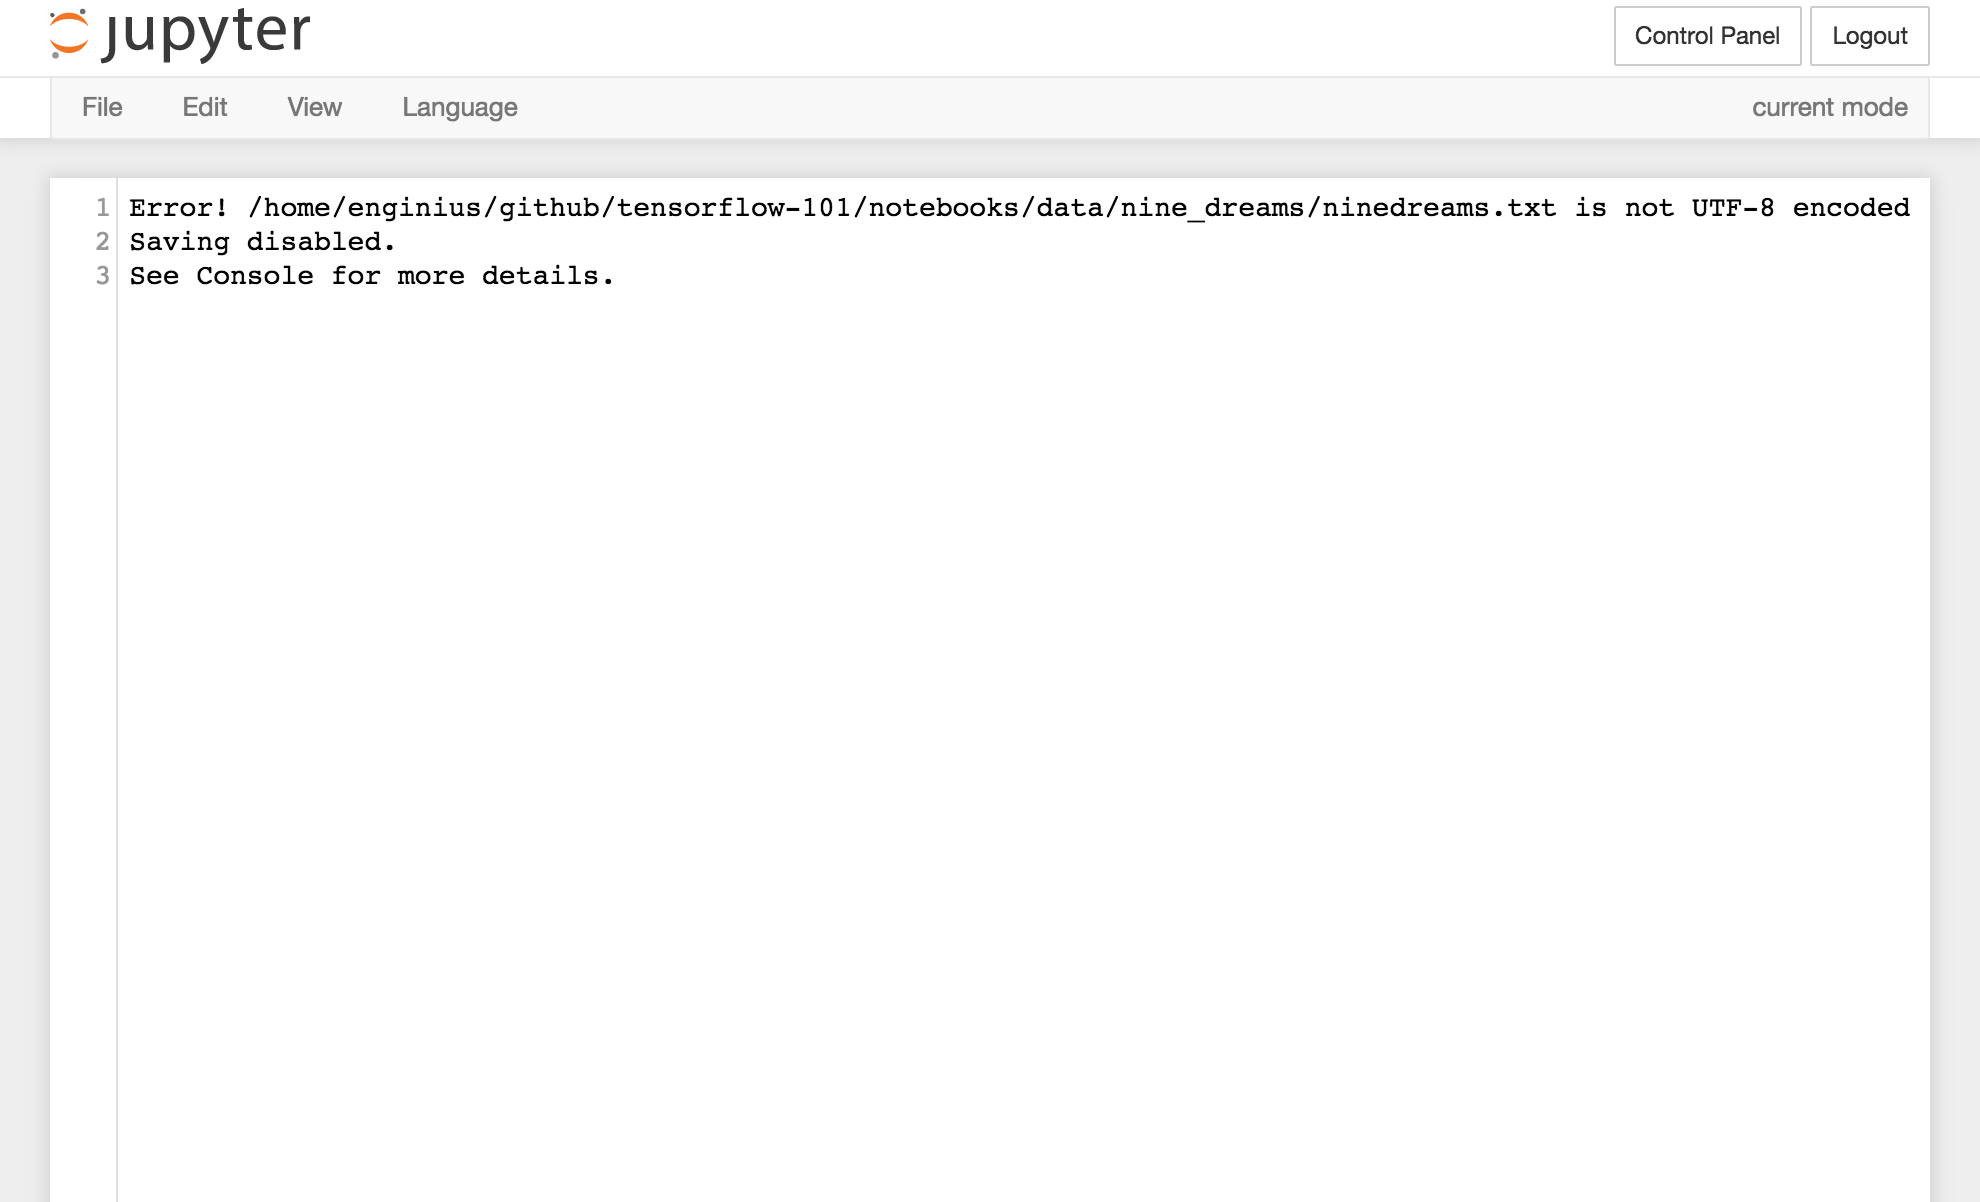 jupyter
Control Panel
Logout
File
Edit
View
Language
current mode
1 Error! /home/enginius/github/tensorflow-101/notebooks/data/nine_dreams/ninedreams.txt is not UTF-8 encoded
2 Saving disabled.
3 See Console for more details.